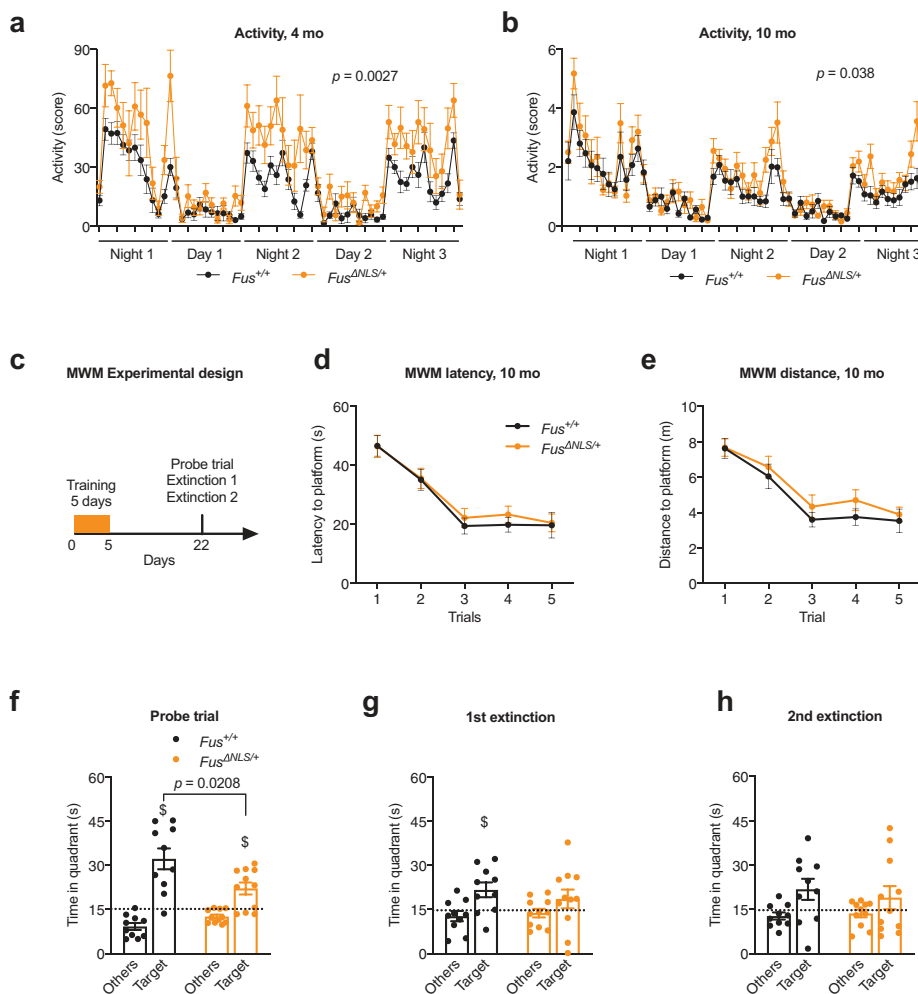 a
Activity, 4 mo
90
60
30
0
Activity (score)
p = 0.0027
Night 1 Day 1 Night 2 Day 2 Night 3
Fus+/+ FusΔNLS/+
b
Activity, 10 mo
6
4
2
0
Activity (score)
p = 0.038
Night 1 Day 1 Night 2 Day 2 Night 3
Fus+/+ FusΔNLS/+
c
MWM Experimental design
Training
5 days
Probe trial
Extinction 1
Extinction 2
0 5 22
Days
d
MWM latency, 10 mo
60
40
20
0
Latency to platform (s)
Fus+/+
FusΔNLS/+
1 2 3 4 5
Trials
e
MWM distance, 10 mo
8
6
4
2
0
Distance to platform (m)
1 2 3 4 5
Trial
f
Probe trial
Fus+/+
FusΔNLS/+
p = 0.0208
$ $
60
45
30
15
0
Time in quadrant (s)
Others Target Others Target
g
1st extinction
$
60
45
30
15
0
Time in quadrant (s)
Others Target Others Target
h
2nd extinction
60
45
30
15
0
Time in quadrant (s)
Others Target Others Target